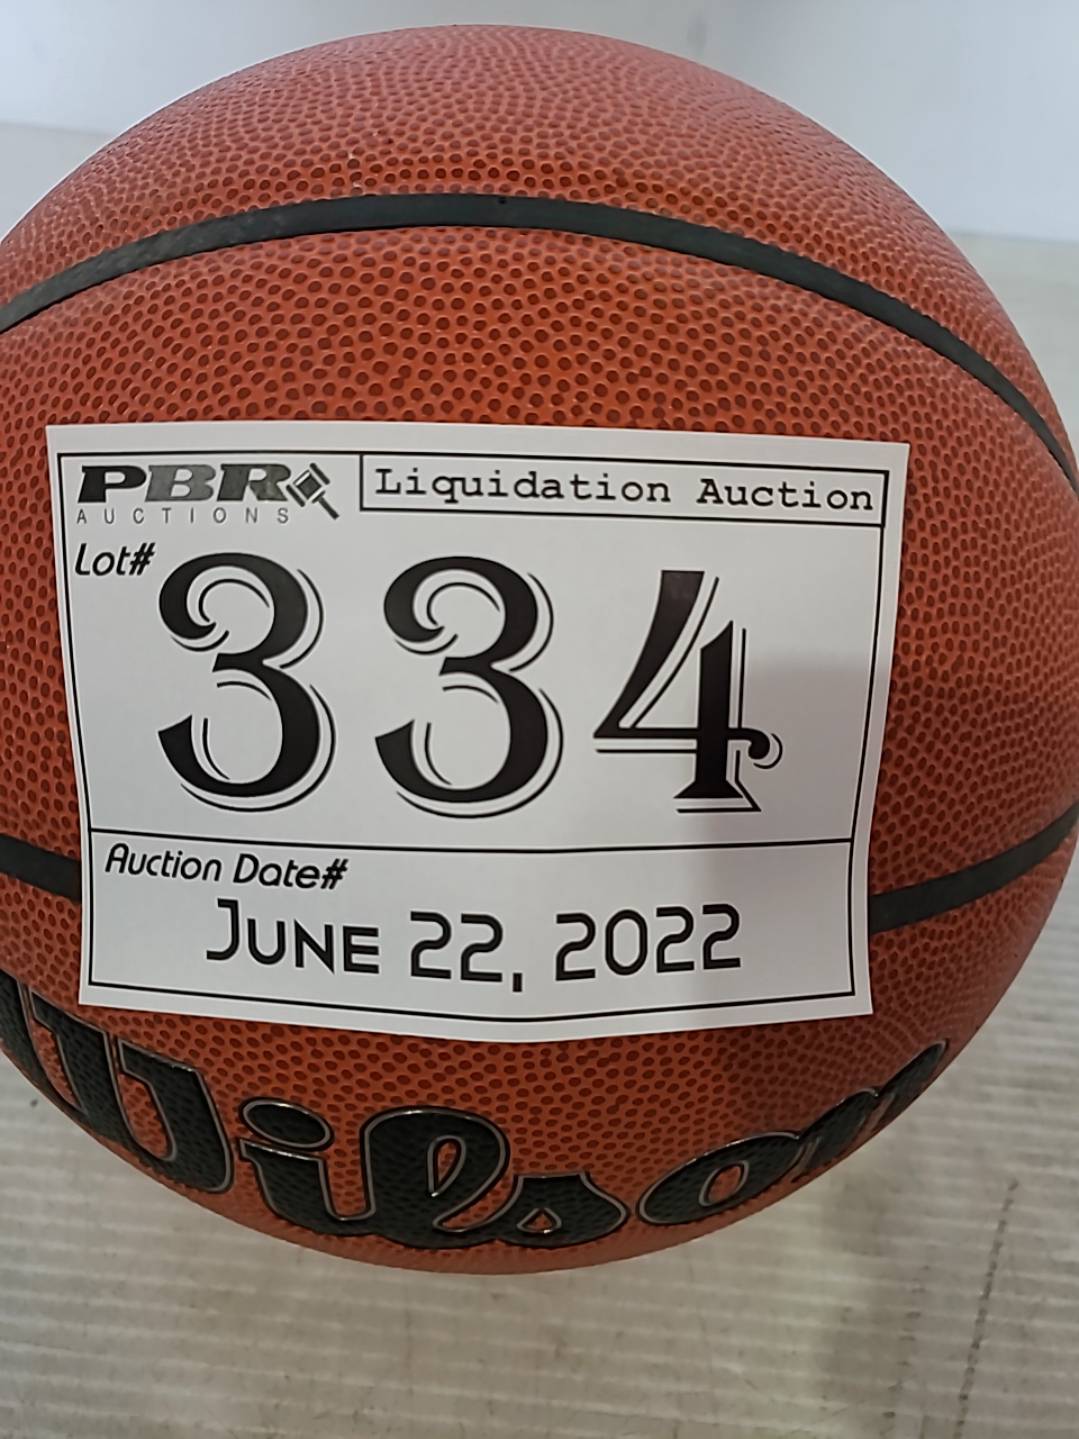 PBR
AUCTIONS
Liquidation Auction
Lot#
334
Auction Date#
June 22, 2022
Wilson